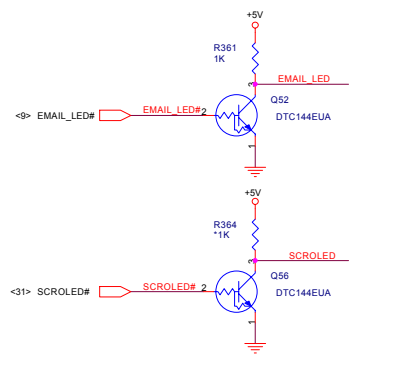 +5V
R361
1K
3
EMAIL_LED
Q52
<9> EMAIL_LED#
EMAIL_LED#
2
DTC144EUA
1
+5V
R364
*1K
3
SCROLED
Q56
<31> SCROLED#
SCROLED#
2
DTC144EUA
1